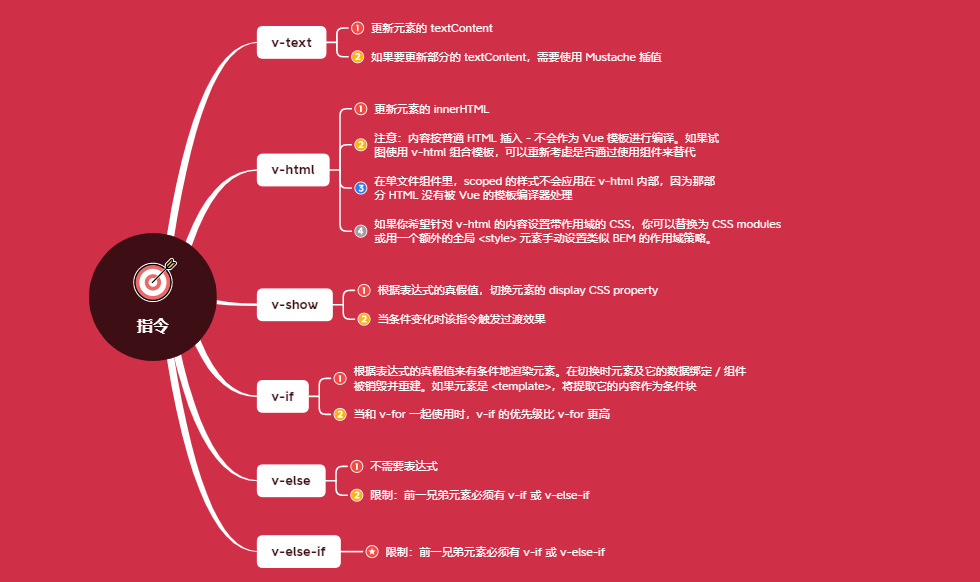 指令
v-text
① 更新元素的 textContent
② 如果要更新部分的 textContent，需要使用 Mustache 插值
v-html
① 更新元素的 innerHTML
② 注意：内容按普通 HTML 插入 - 不会作为 Vue 模板进行编译。如果试
图使用 v-html 组合模板，可以重新考虑是否通过使用组件来替代
③ 在单文件组件里，scoped 的样式不会应用在 v-html 内部，因为那部
分 HTML 没有被 Vue 的模板编译器处理
④ 如果你希望针对 v-html 的内容设置带作用域的 CSS，你可以替换为 CSS modules
或用一个额外的全局 <style> 元素手动设置类似 BEM 的作用域策略。
v-show
① 根据表达式的真假值，切换元素的 display CSS property
② 当条件变化时该指令触发过渡效果
v-if
① 根据表达式的真假值来有条件地渲染元素。在切换时元素及它的数据绑定 / 组件
被销毁并重建。如果元素是 <template>，将提取它的内容作为条件块
② 当和 v-for 一起使用时，v-if 的优先级比 v-for 更高
v-else
① 不需要表达式
② 限制：前一兄弟元素必须有 v-if 或 v-else-if
v-else-if
限制：前一兄弟元素必须有 v-if 或 v-else-if